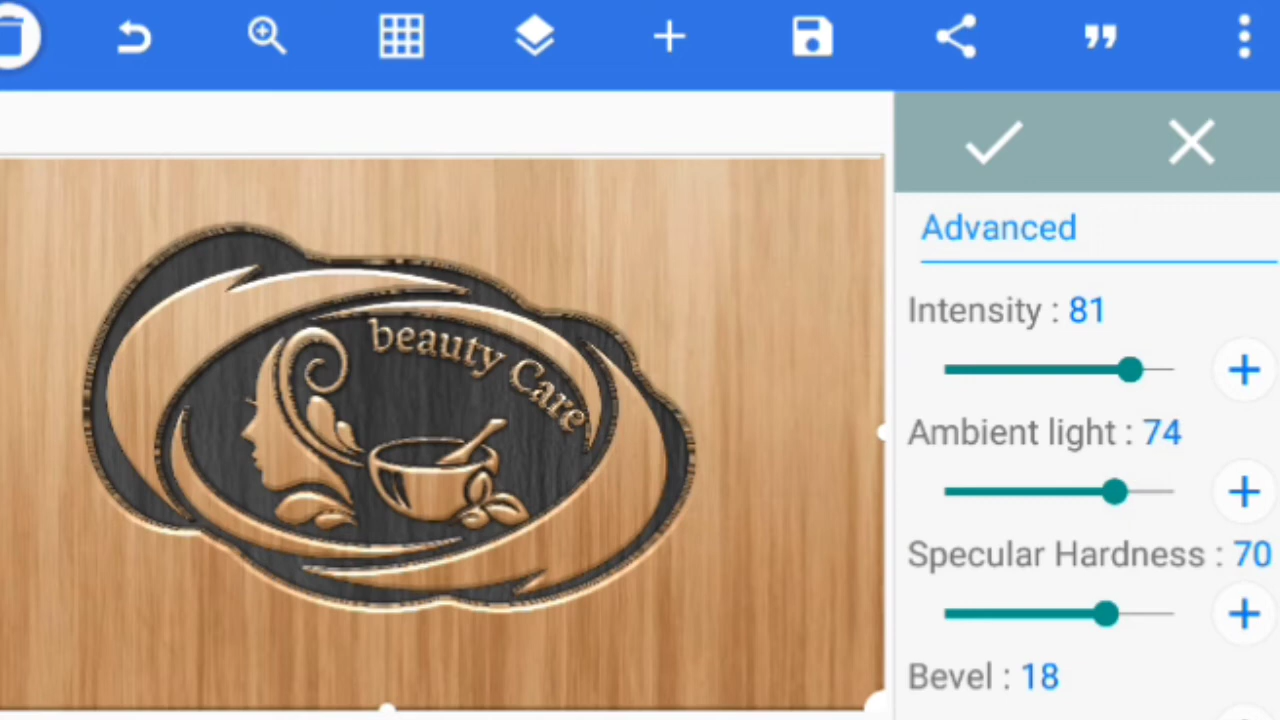 Advanced
Intensity : 81
Ambient light : 74
Specular Hardness : 70
Bevel : 18
beauty Care